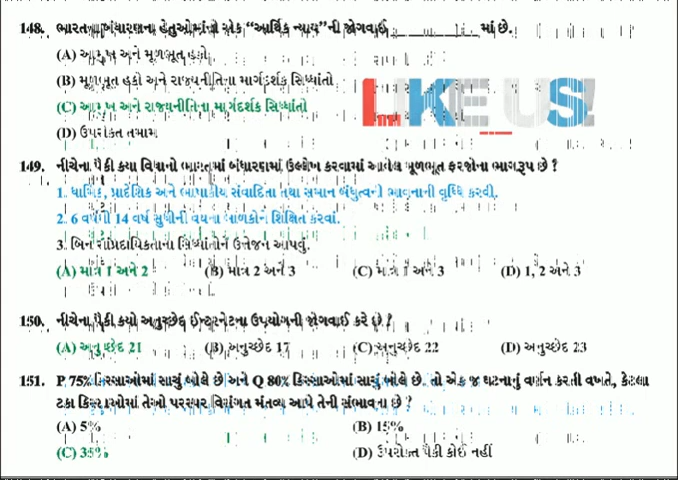 148. ભારતના બંધારણના હેતુઓમાંનો એક “આર્થિક ન્યાય”ની જોગવાઈ ____________ માં છે.
(A) આમુખ અને મૂળભૂત હકો
(B) મૂળભૂત હકો અને રાજ્યનીતિના માર્ગદર્શક સિધ્ધાંતો
(C) આમુખ અને રાજ્યનીતિના માર્ગદર્શક સિધ્ધાંતો
LIKE US!
(D) ઉપરોક્ત તમામ
149. નીચેના પૈકી કયા વિધાનો ભારતમાં બંધારણમાં ઉલ્લેખ કરવામાં આવેલ મૂળભૂત ફરજોના ભાગરૂપ છે ?
1. ધાર્મિક, પ્રાદેશિક અને ભાષાકીય સંવાદિતા તથા સમાન બંધુત્વની ભાવનાની વૃધ્ધિ કરવી.
2. 6 વર્ષથી 14 વર્ષ સુધીની વયના બાળકોને શિક્ષિત કરવાં.
3. બિન સાંપ્રદાયિકતાના સિધ્ધાંતોને ઉત્તેજન આપવું.
(A) માત્ર 1 અને 2 (B) માત્ર 2 અને 3 (C) માત્ર 1 અને 3 (D) 1, 2 અને 3
150. નીચેના પૈકી કયો અનુચ્છેદ ઈન્ટરનેટના ઉપયોગની જોગવાઈ કરે છે ?
(A) અનુચ્છેદ 21 (B) અનુચ્છેદ 17 (C) અનુચ્છેદ 22 (D) અનુચ્છેદ 23
151. P 75% કિસ્સાઓમાં સાચું બોલે છે અને Q 80% કિસ્સાઓમાં સાચું બોલે છે. તો એક જ ઘટનાનું વર્ણન કરતી વખતે, કેટલા
ટકા કિસ્સાઓમાં તેઓ પરસ્પર વિસંગત મંતવ્ય આપે તેની સંભાવના છે ?
(A) 5% (B) 15%
(C) 35% (D) ઉપરોક્ત પૈકી કોઈ નહીં